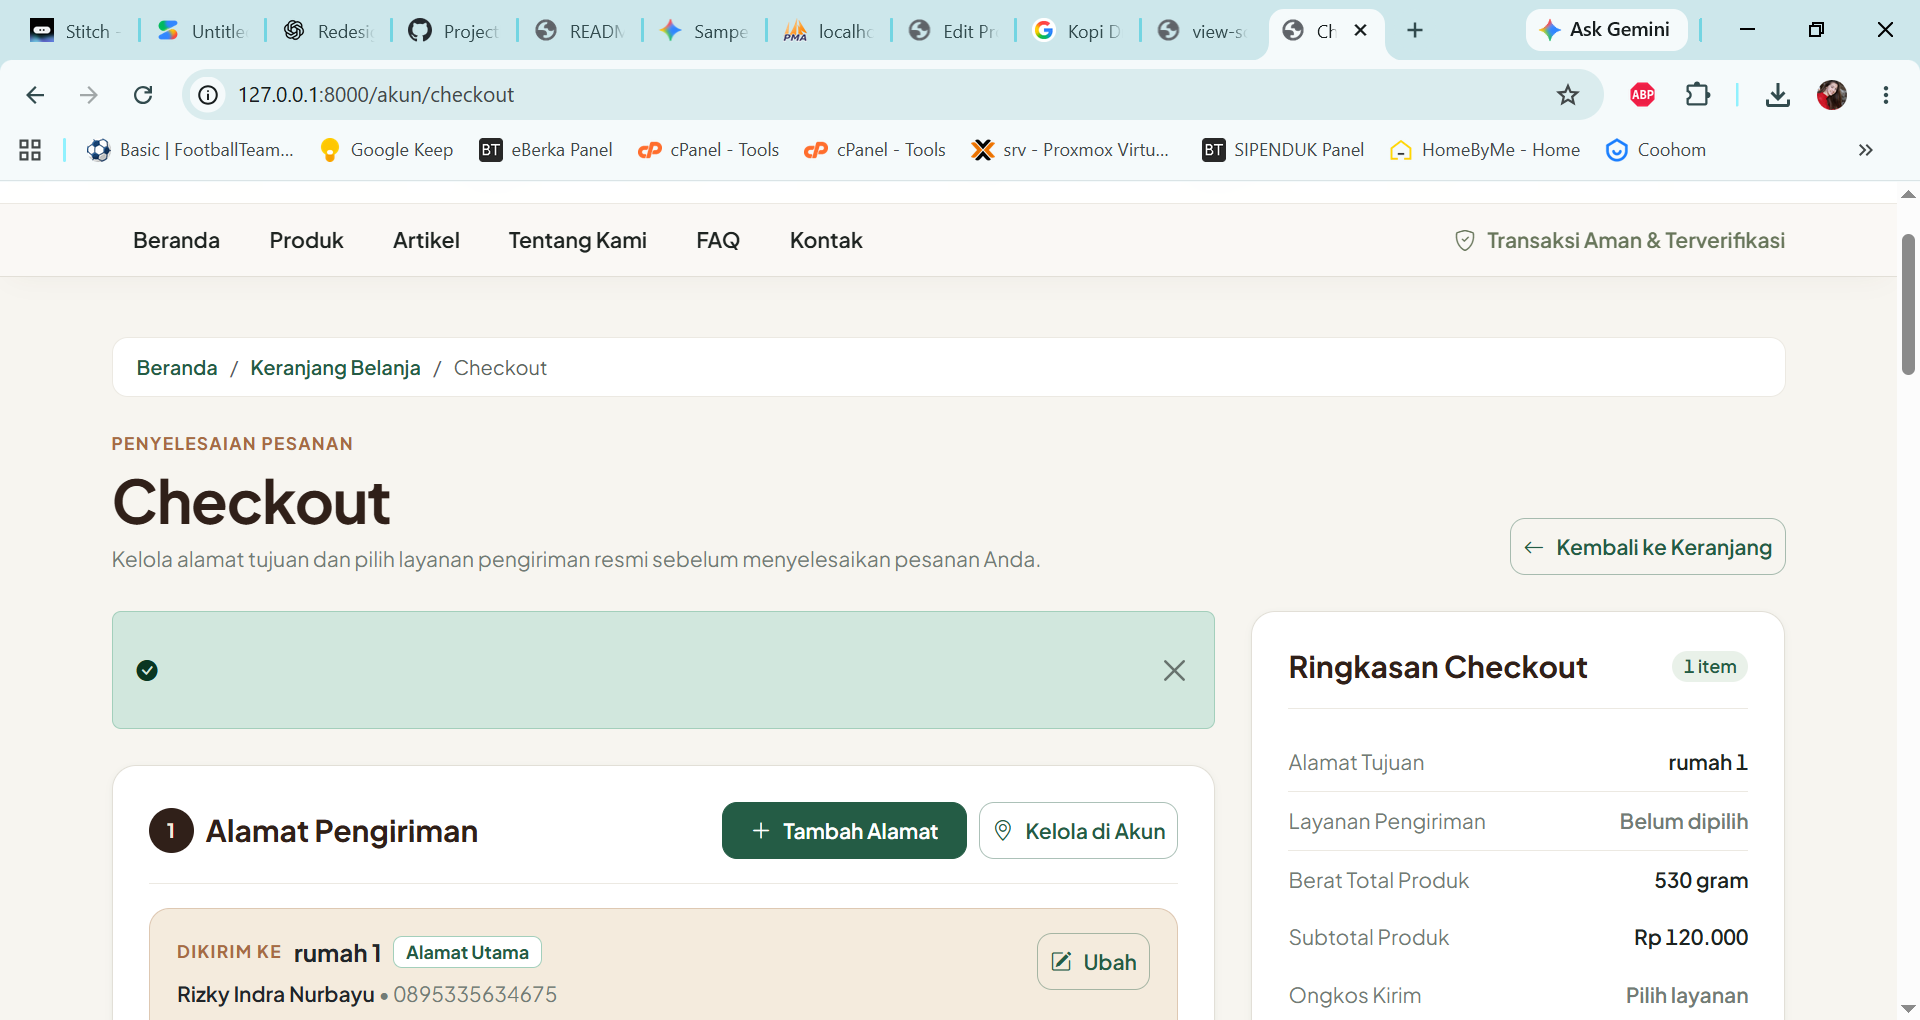 Stitch -
Untitle
Redesi
Project
READM
Sampe
localho
Edit Pr
Kopi D
view-so
Ch
Ask Gemini
127.0.0.1:8000/akun/checkout
ABP
Basic | FootballTeam...
Google Keep
BT eBerka Panel
cPanel - Tools
cPanel - Tools
srv - Proxmox Virtu...
BT SIPENDUK Panel
HomeByMe - Home
Coohom
Beranda
Produk
Artikel
Tentang Kami
FAQ
Kontak
Transaksi Aman & Terverifikasi
Beranda / Keranjang Belanja / Checkout
PENYELESAIAN PESANAN
Checkout
Kelola alamat tujuan dan pilih layanan pengiriman resmi sebelum menyelesaikan pesanan Anda.
← Kembali ke Keranjang
1 Alamat Pengiriman
+ Tambah Alamat
Kelola di Akun
DIKIRIM KE rumah 1 Alamat Utama
Ubah
Rizky Indra Nurbayu • 0895335634675
Ringkasan Checkout
1 item
Alamat Tujuan rumah 1
Layanan Pengiriman Belum dipilih
Berat Total Produk 530 gram
Subtotal Produk Rp 120.000
Ongkos Kirim Pilih layanan